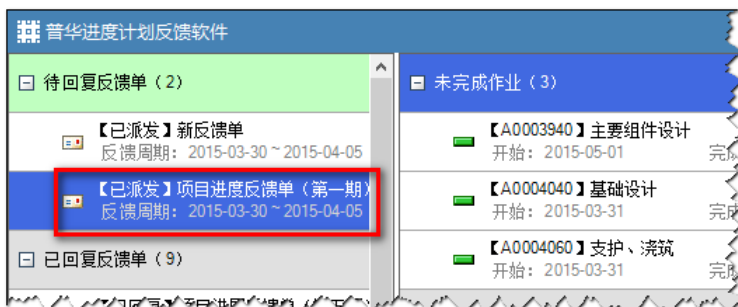 普华进度计划反馈软件
待回复反馈单（2）
【已派发】新反馈单
反馈周期：2015-03-30 ~ 2015-04-05
【已派发】项目进度反馈单（第一期）
反馈周期：2015-03-30 ~ 2015-04-05
已回复反馈单（9）
未完成作业（3）
【A0003940】主要组件设计
开始：2015-05-01 完
【A0004040】基础设计
开始：2015-03-31 完
【A0004060】支护、浇筑
开始：2015-03-31 完